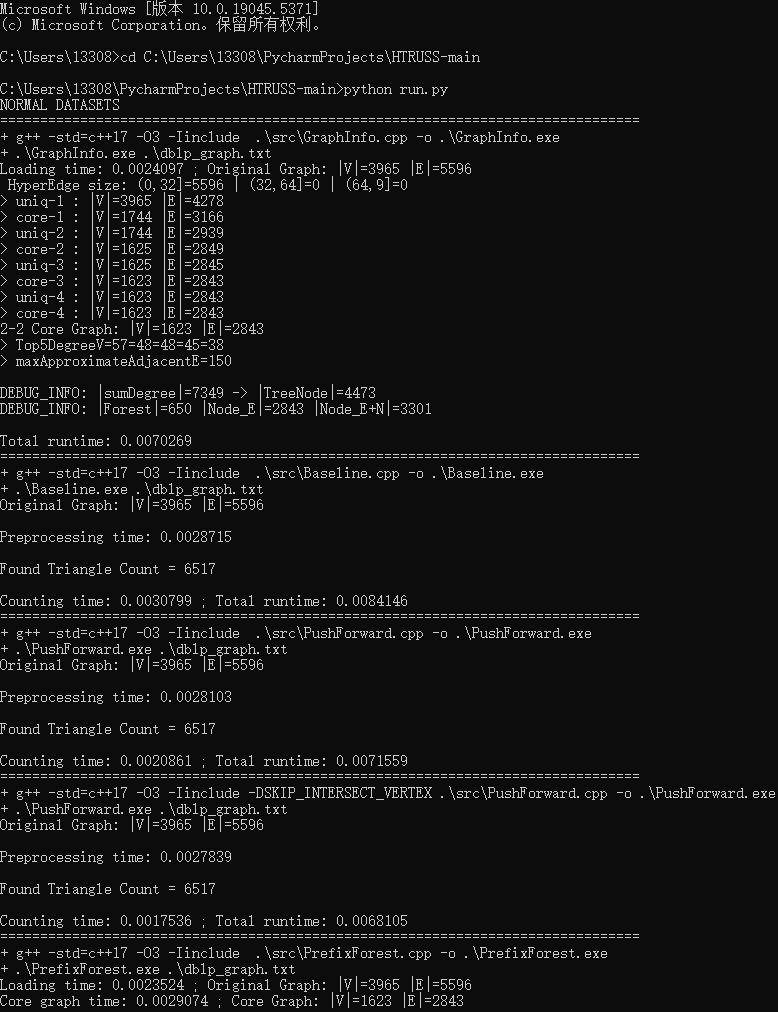 Microsoft Windows [版本 10.0.19045.5371]
(c) Microsoft Corporation。保留所有权利。
C:\Users\13308>cd C:\Users\13308\PycharmProjects\HTRUSS-main
C:\Users\13308\PycharmProjects\HTRUSS-main>python run.py
NORMAL DATASETS
================================================================================
+ g++ -std=c++17 -O3 -Iinclude  .\src\GraphInfo.cpp -o .\GraphInfo.exe
+ .\GraphInfo.exe .\dblp_graph.txt
Loading time: 0.0024097 ; Original Graph: |V|=3965 |E|=5596
 HyperEdge size: (0,32]=5596 | (32,64]=0 | (64,9]=0
> uniq-1 : |V|=3965 |E|=4278
> core-1 : |V|=1744 |E|=3166
> uniq-2 : |V|=1744 |E|=2939
> core-2 : |V|=1625 |E|=2849
> uniq-3 : |V|=1625 |E|=2845
> core-3 : |V|=1623 |E|=2843
> uniq-4 : |V|=1623 |E|=2843
> core-4 : |V|=1623 |E|=2843
2-2 Core Graph: |V|=1623 |E|=2843
> Top5DegreeV=57=48=48=45=38
> maxApproximateAdjacentE=150
DEBUG_INFO: |sumDegree|=7349 -> |TreeNode|=4473
DEBUG_INFO: |Forest|=650 |Node_E|=2843 |Node_E+N|=3301
Total runtime: 0.0070269
================================================================================
+ g++ -std=c++17 -O3 -Iinclude  .\src\Baseline.cpp -o .\Baseline.exe
+ .\Baseline.exe .\dblp_graph.txt
Original Graph: |V|=3965 |E|=5596
Preprocessing time: 0.0028715
Found Triangle Count = 6517
Counting time: 0.0030799 ; Total runtime: 0.0084146
================================================================================
+ g++ -std=c++17 -O3 -Iinclude  .\src\PushForward.cpp -o .\PushForward.exe
+ .\PushForward.exe .\dblp_graph.txt
Original Graph: |V|=3965 |E|=5596
Preprocessing time: 0.0028103
Found Triangle Count = 6517
Counting time: 0.0020861 ; Total runtime: 0.0071559
================================================================================
+ g++ -std=c++17 -O3 -Iinclude -DSKIP_INTERSECT_VERTEX .\src\PushForward.cpp -o .\PushForward.exe
+ .\PushForward.exe .\dblp_graph.txt
Original Graph: |V|=3965 |E|=5596
Preprocessing time: 0.0027839
Found Triangle Count = 6517
Counting time: 0.0017536 ; Total runtime: 0.0068105
================================================================================
+ g++ -std=c++17 -O3 -Iinclude  .\src\PrefixForest.cpp -o .\PrefixForest.exe
+ .\PrefixForest.exe .\dblp_graph.txt
Loading time: 0.0023524 ; Original Graph: |V|=3965 |E|=5596
Core graph time: 0.0029074 ; Core Graph: |V|=1623 |E|=2843